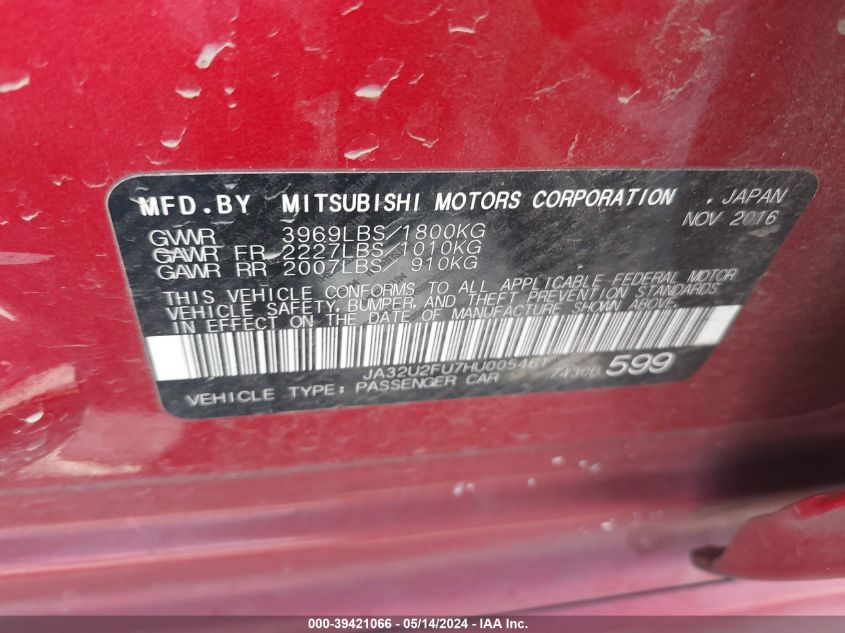 MFD.BY MITSUBISHI MOTORS CORPORATION , JAPAN
NOV 2016
GVWR 3969LBS/1800KG
GAWR FR 2227LBS/1010KG
GAWR RR 2007LBS/ 910KG
THIS VEHICLE CONFORMS TO ALL APPLICABLE FEDERAL MOTOR
VEHICLE SAFETY, BUMPER, AND THEFT PREVENTION STANDARDS
IN EFFECT ON THE DATE OF MANUFACTURE SHOWN ABOVE.
JA32U2FU7HU005461 7430B 599
VEHICLE TYPE: PASSENGER CAR
000-39421066 - 05/14/2024 - IAA Inc.